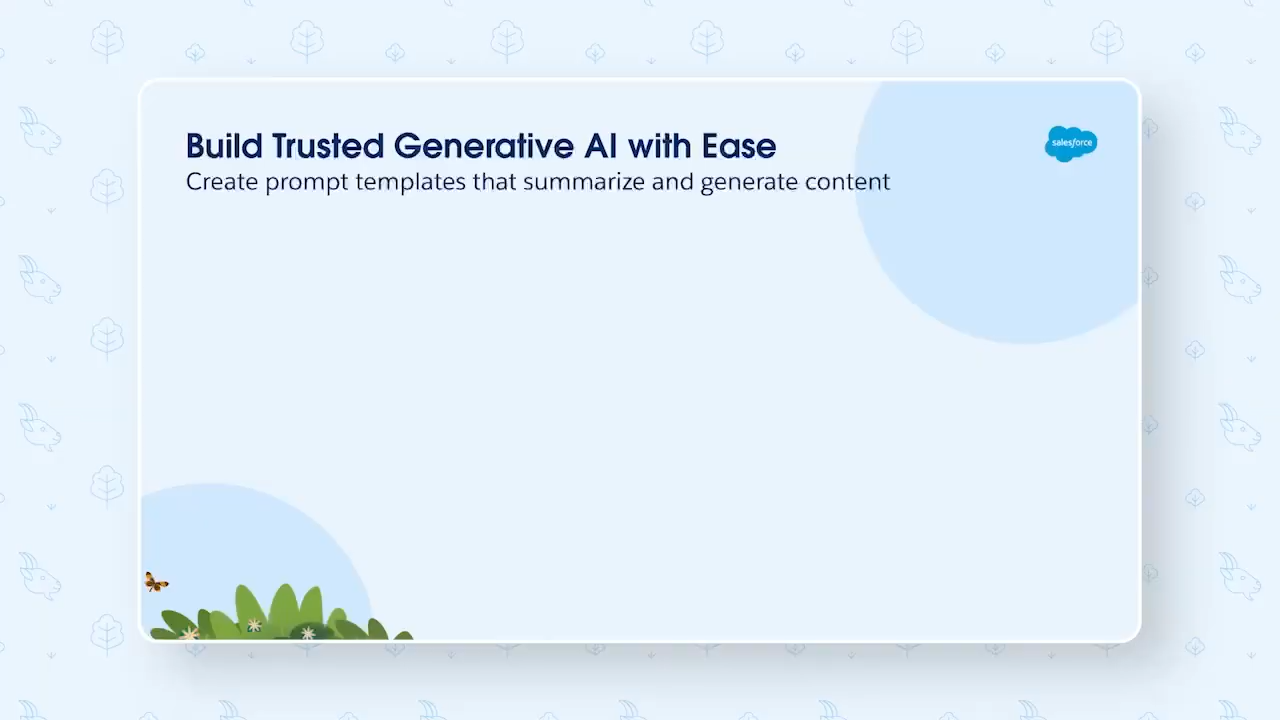 Build Trusted Generative AI with Ease
salesforce
Create prompt templates that summarize and generate content